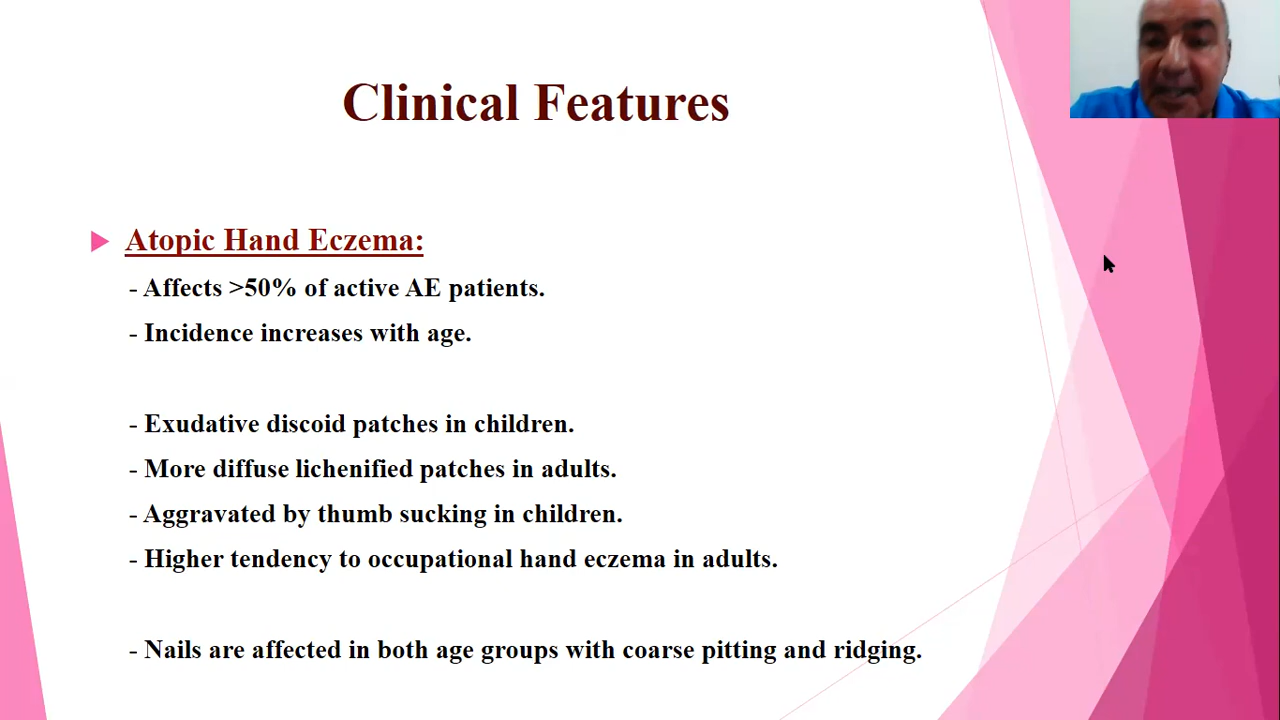 Clinical Features
Atopic Hand Eczema:
- Affects >50% of active AE patients.
- Incidence increases with age.
- Exudative discoid patches in children.
- More diffuse lichenified patches in adults.
- Aggravated by thumb sucking in children.
- Higher tendency to occupational hand eczema in adults.
- Nails are affected in both age groups with coarse pitting and ridging.